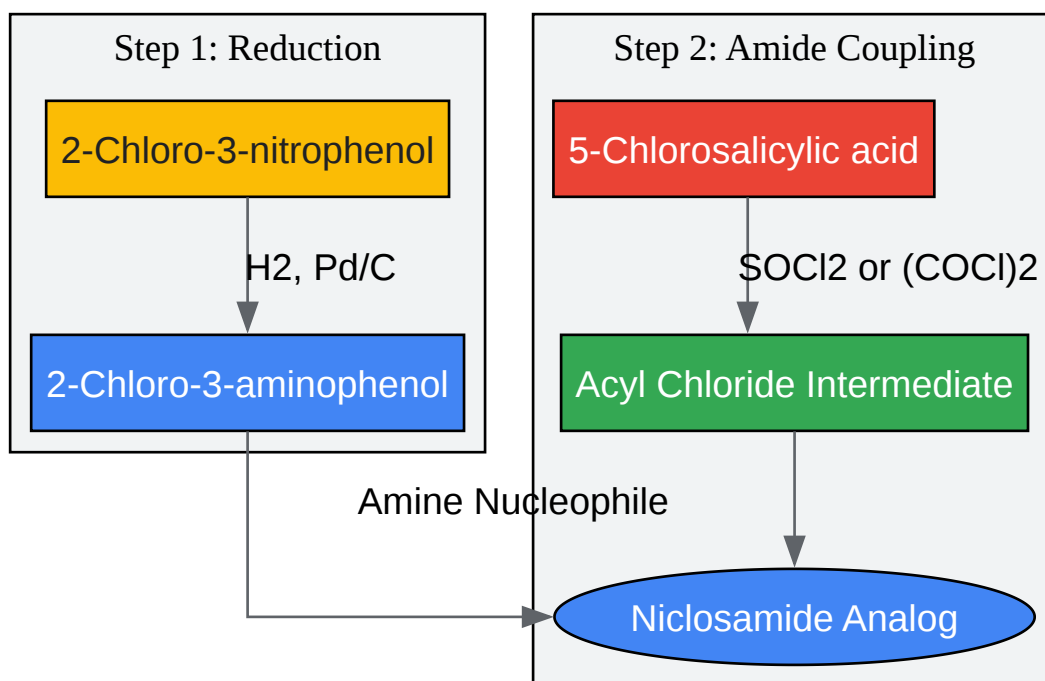 Step 1: Reduction
2-Chloro-3-nitrophenol
H2, Pd/C
2-Chloro-3-aminophenol
Step 2: Amide Coupling
5-Chlorosalicylic acid
SOCl2 or (COCl)2
Acyl Chloride Intermediate
Amine Nucleophile
Niclosamide Analog